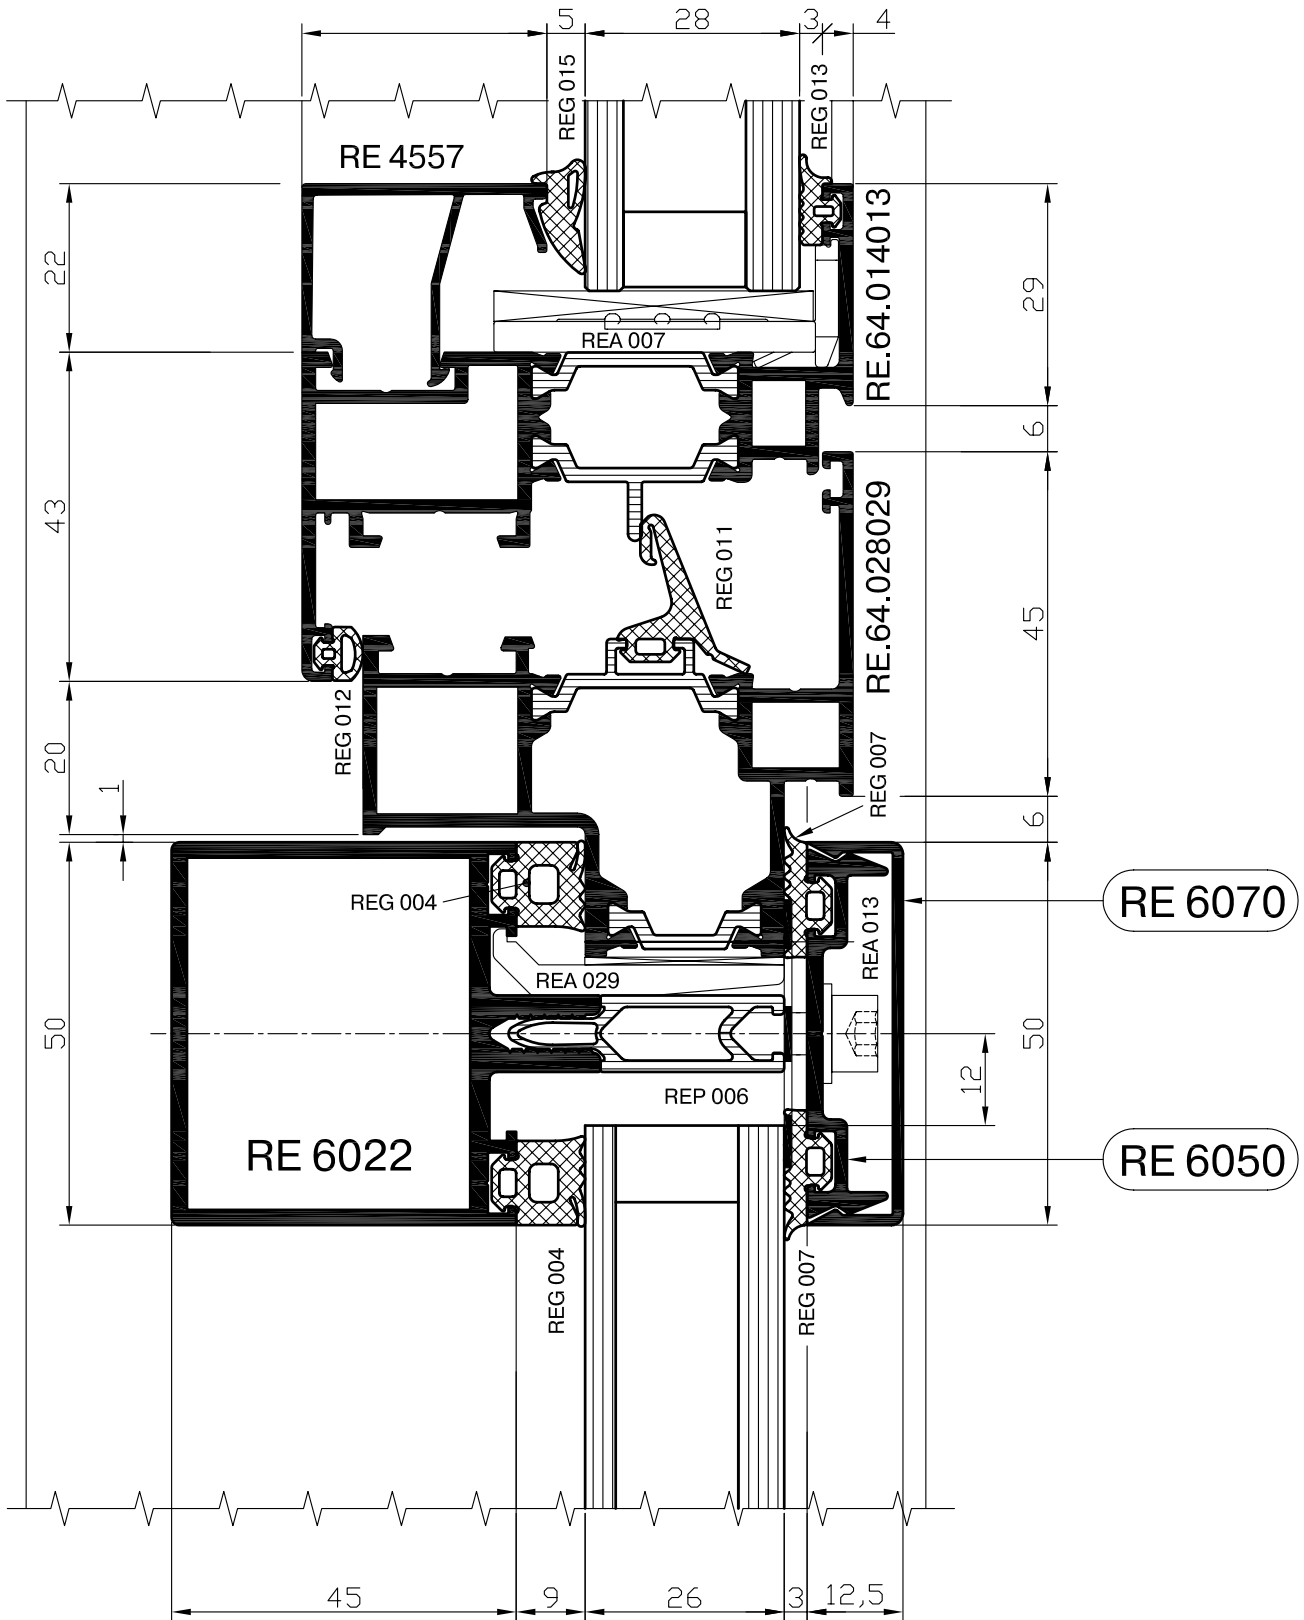 5
28
3
4
REG 015
REG 013
RE 4557
RE.64.014013
22
29
REA 007
6
43
RE.64.028029
REG 011
45
REG 012
20
REG 007
1
6
RE 6070
REG 004
REA 013
REA 029
50
50
12
REP 006
RE 6022
RE 6050
REG 004
REG 007
45
9
26
3
12,5